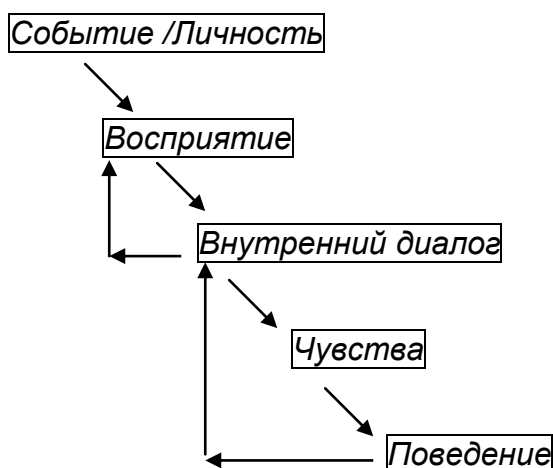 Событие /Личность
Восприятие
Внутренний диалог
Чувства
Поведение